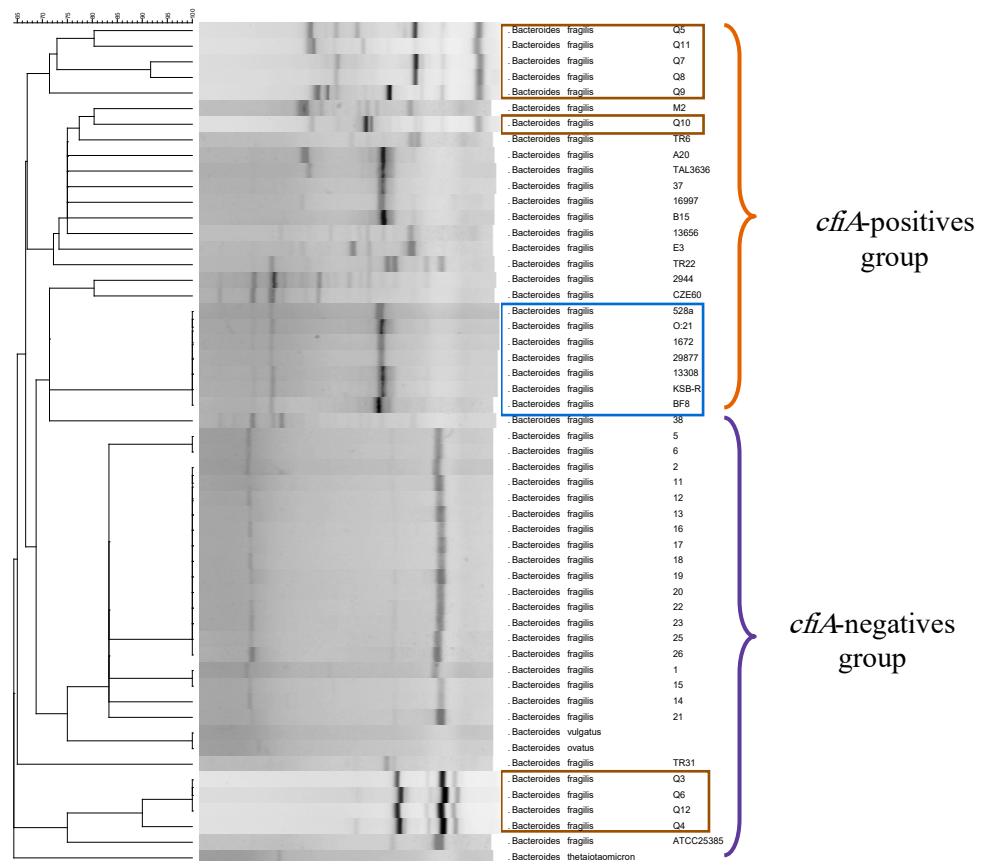 65 70 75 80 85 90 95 100
. Bacteroides fragilis Q5
. Bacteroides fragilis Q11
. Bacteroides fragilis Q7
. Bacteroides fragilis Q8
. Bacteroides fragilis Q9
. Bacteroides fragilis M2
. Bacteroides fragilis Q10
. Bacteroides fragilis TR6
. Bacteroides fragilis A20
. Bacteroides fragilis TAL3636
. Bacteroides fragilis 37
. Bacteroides fragilis 16997
. Bacteroides fragilis B15
. Bacteroides fragilis 13656
. Bacteroides fragilis E3
. Bacteroides fragilis TR22
. Bacteroides fragilis 2944
. Bacteroides fragilis CZE60
. Bacteroides fragilis 528a
. Bacteroides fragilis O:21
. Bacteroides fragilis 1672
. Bacteroides fragilis 29877
. Bacteroides fragilis 13308
. Bacteroides fragilis KSB-R
. Bacteroides fragilis BF8
. Bacteroides fragilis 38
. Bacteroides fragilis 5
. Bacteroides fragilis 6
. Bacteroides fragilis 2
. Bacteroides fragilis 11
. Bacteroides fragilis 12
. Bacteroides fragilis 13
. Bacteroides fragilis 16
. Bacteroides fragilis 17
. Bacteroides fragilis 18
. Bacteroides fragilis 19
. Bacteroides fragilis 20
. Bacteroides fragilis 22
. Bacteroides fragilis 23
. Bacteroides fragilis 25
. Bacteroides fragilis 26
. Bacteroides fragilis 1
. Bacteroides fragilis 15
. Bacteroides fragilis 14
. Bacteroides fragilis 21
. Bacteroides vulgatus
. Bacteroides ovatus
. Bacteroides fragilis TR31
. Bacteroides fragilis Q3
. Bacteroides fragilis Q6
. Bacteroides fragilis Q12
. Bacteroides fragilis Q4
. Bacteroides fragilis ATCC25385
. Bacteroides thetaiotaomicron
cfiA-positives
group
cfiA-negatives
group